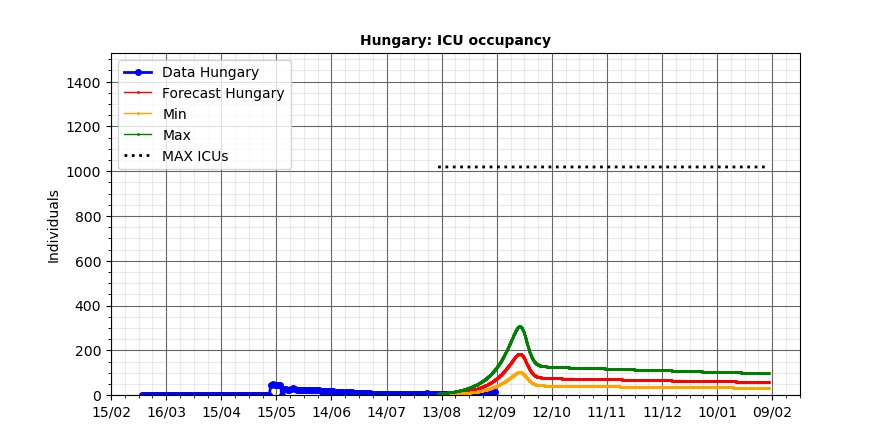 Hungary: ICU occupancy
Data Hungary
Forecast Hungary
Min
Max
MAX ICUs
Individuals
1400
1200
1000
800
600
400
200
0
15/02 16/03 15/04 15/05 14/06 14/07 13/08 12/09 12/10 11/11 11/12 10/01 09/02